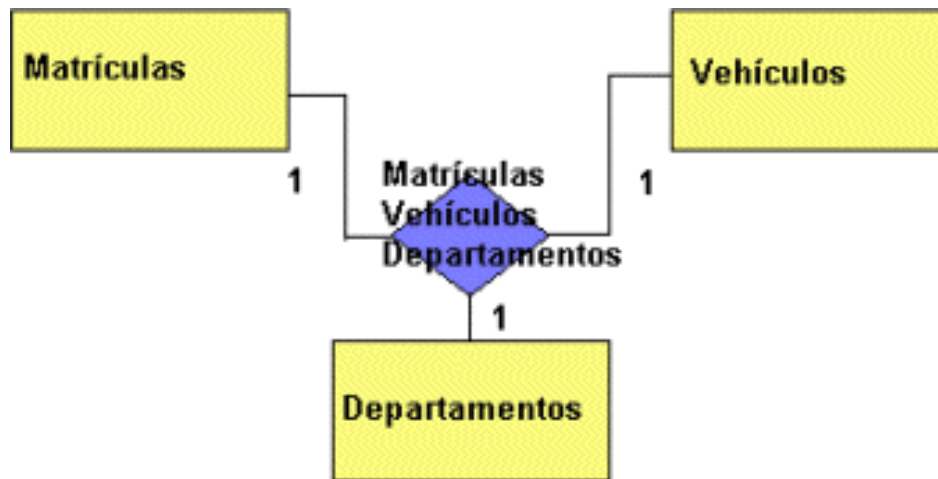 Matrículas
Vehículos
1
1
Matrículas
Vehículos
Departamentos
1
Departamentos